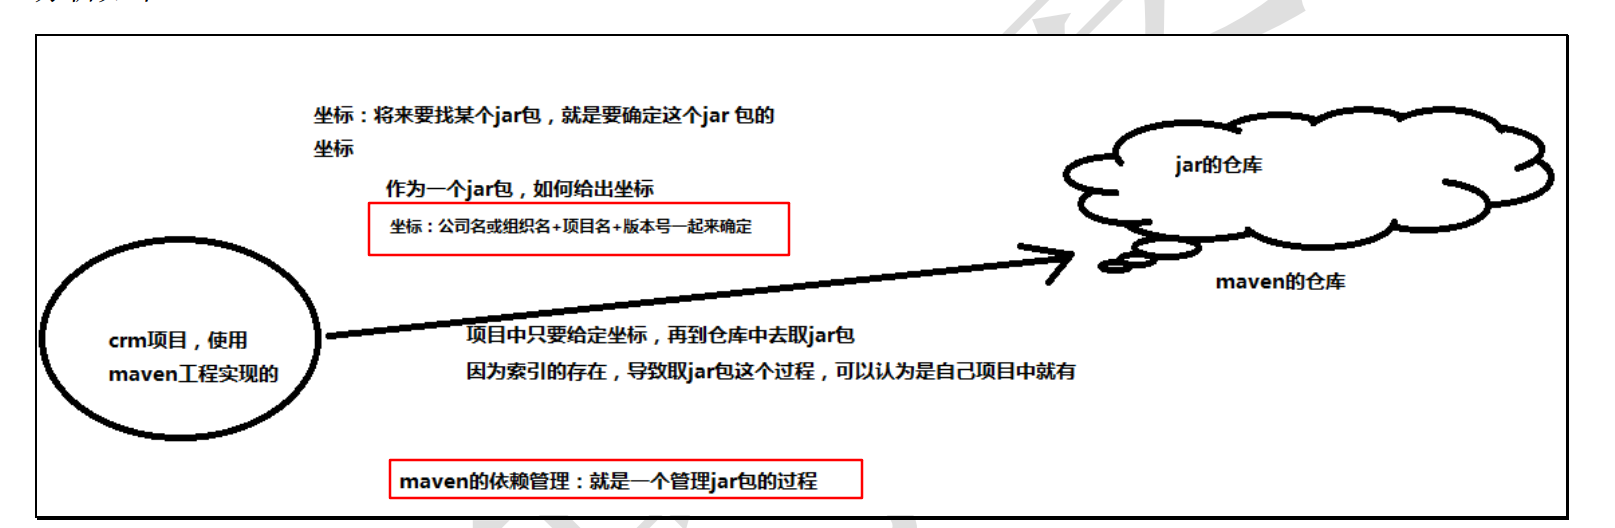 坐标：将来要找某个jar包，就是要确定这个jar 包的
坐标
作为一个jar包，如何给出坐标
坐标：公司名或组织名+项目名+版本号一起来确定
jar的仓库
maven的仓库
crm项目，使用
maven工程实现的
项目中只要给定坐标，再到仓库中去取jar包
因为索引的存在，导致取jar包这个过程，可以认为是自己项目中就有
maven的依赖管理：就是一个管理jar包的过程